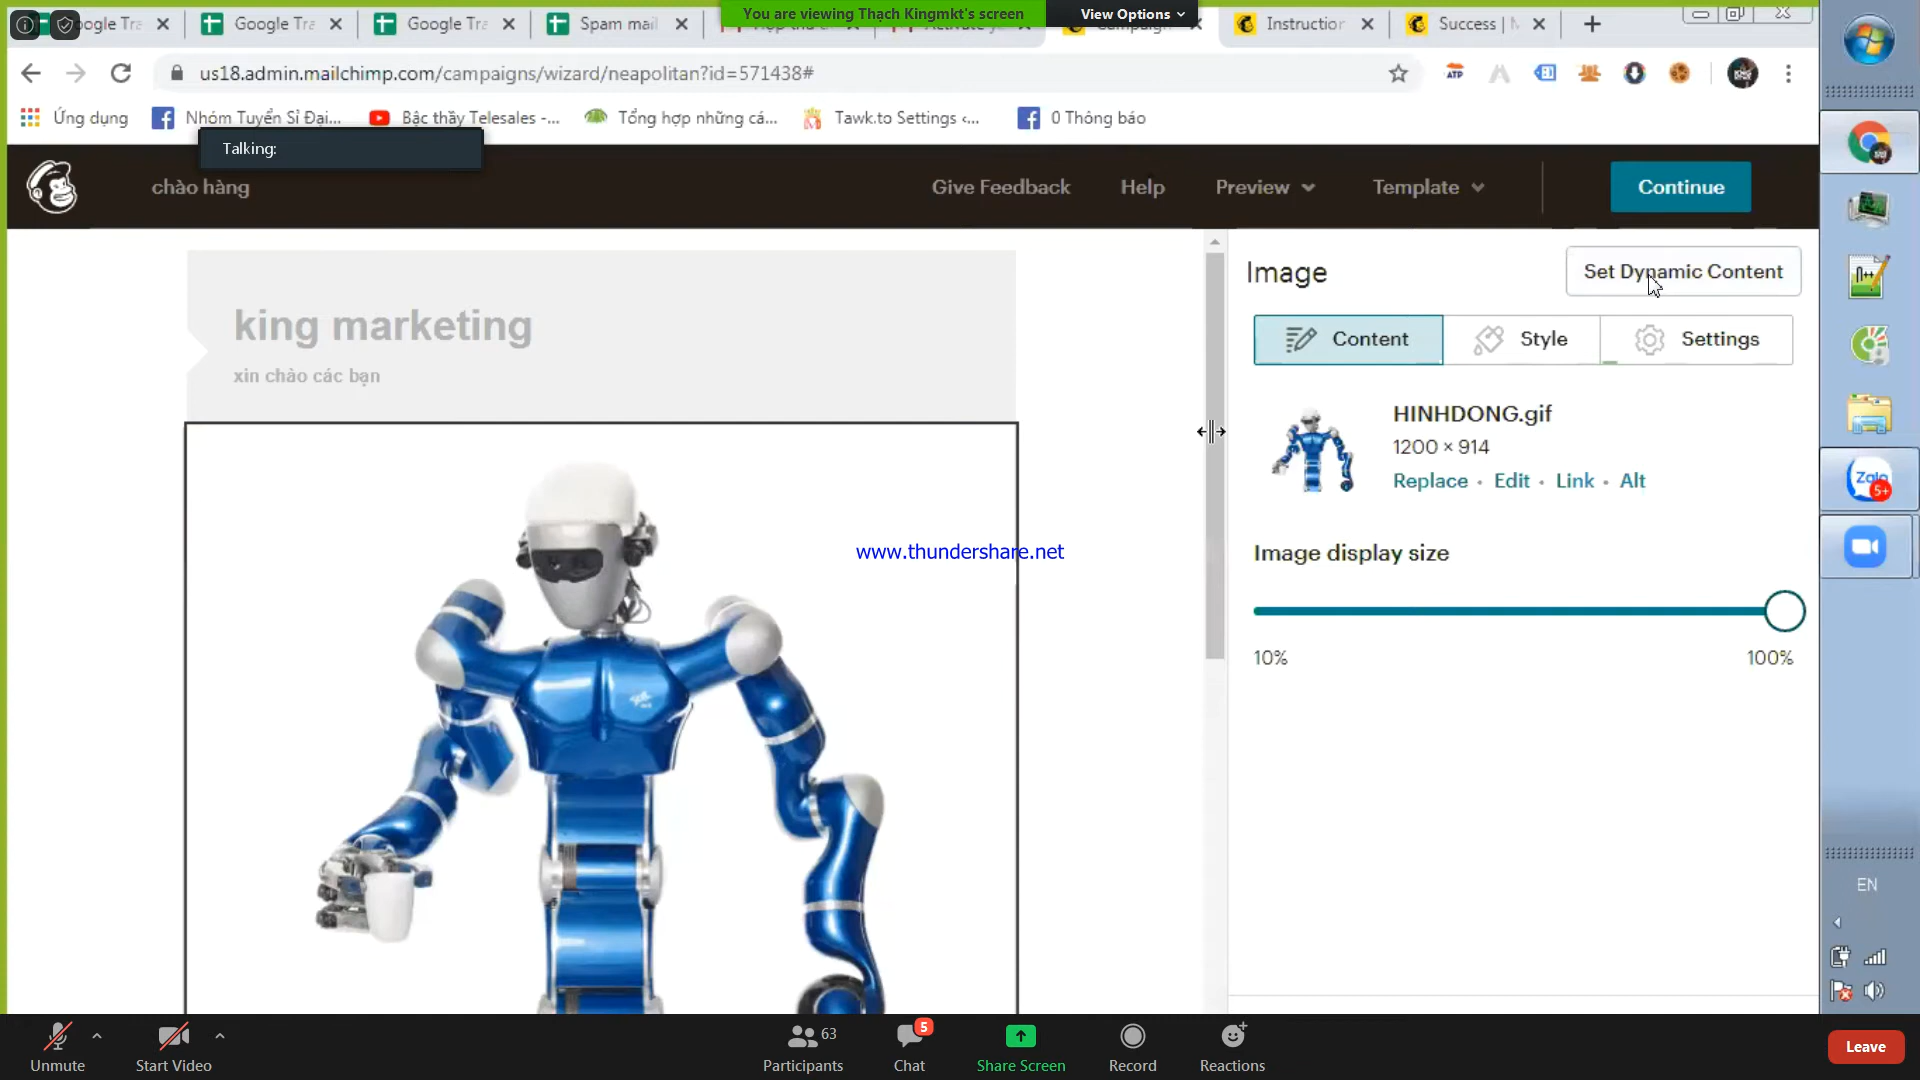 Google Tra
Google Tra
Spam mail
Instruction
Success | M
You are viewing Thạch Kingmkt's screen
View Options
us18.admin.mailchimp.com/campaigns/wizard/neapolitan?id=571438#
ATP
Ứng dụng
Nhóm Tuyển Sỉ Đại...
Bậc thầy Telesales -...
Tổng hợp những cá...
Tawk.to Settings ‹...
0 Thông báo
Talking:
chào hàng
Give Feedback
Help
Preview
Template
Continue
king marketing
xin chào các bạn
Image
Set Dynamic Content
Content
Style
Settings
HINHDONG.gif
1200 × 914
Replace • Edit • Link • Alt
www.thundershare.net
Image display size
10%
100%
Zalo
5+
EN
Unmute
Start Video
63
Participants
5
Chat
Share Screen
Record
Reactions
Leave